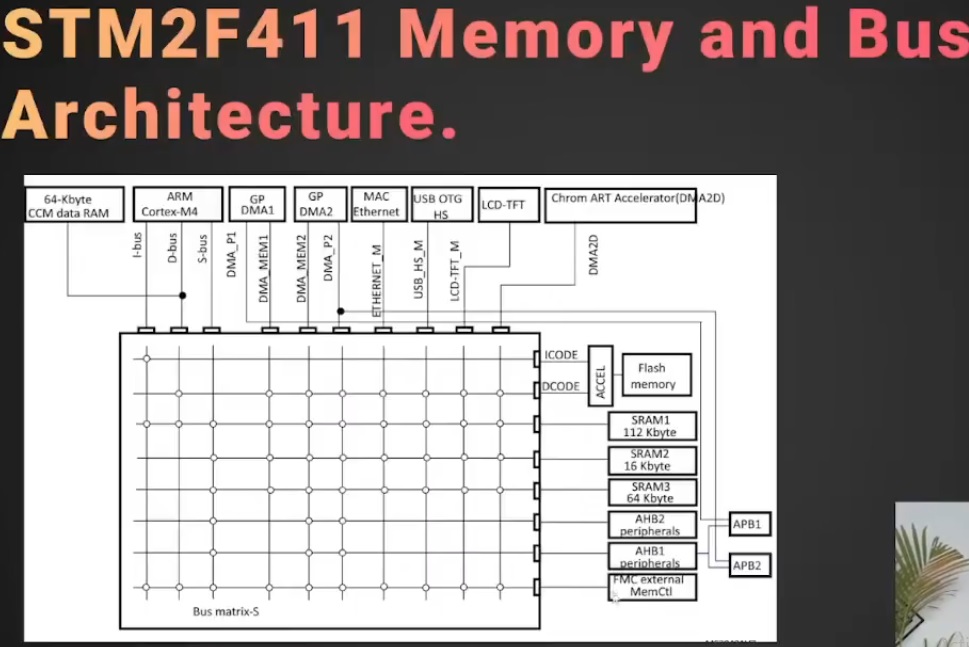 STM2F411 Memory and Bus
Architecture.
64-Kbyte
CCM data RAM
ARM
Cortex-M4
GP
DMA1
GP
DMA2
MAC
Ethernet
USB OTG
HS
LCD-TFT
Chrom ART Accelerator(DMA2D)
I-bus
D-bus
S-bus
DMA_P1
DMA_MEM1
DMA_MEM2
DMA_P2
ETHERNET_M
USB_HS_M
LCD-TFT_M
DMA2D
ICODE
DCODE
ACCEL
Flash
memory
SRAM1
112 Kbyte
SRAM2
16 Kbyte
SRAM3
64 Kbyte
AHB2
peripherals
AHB1
peripherals
FMC external
MemCtl
APB1
APB2
Bus matrix-S